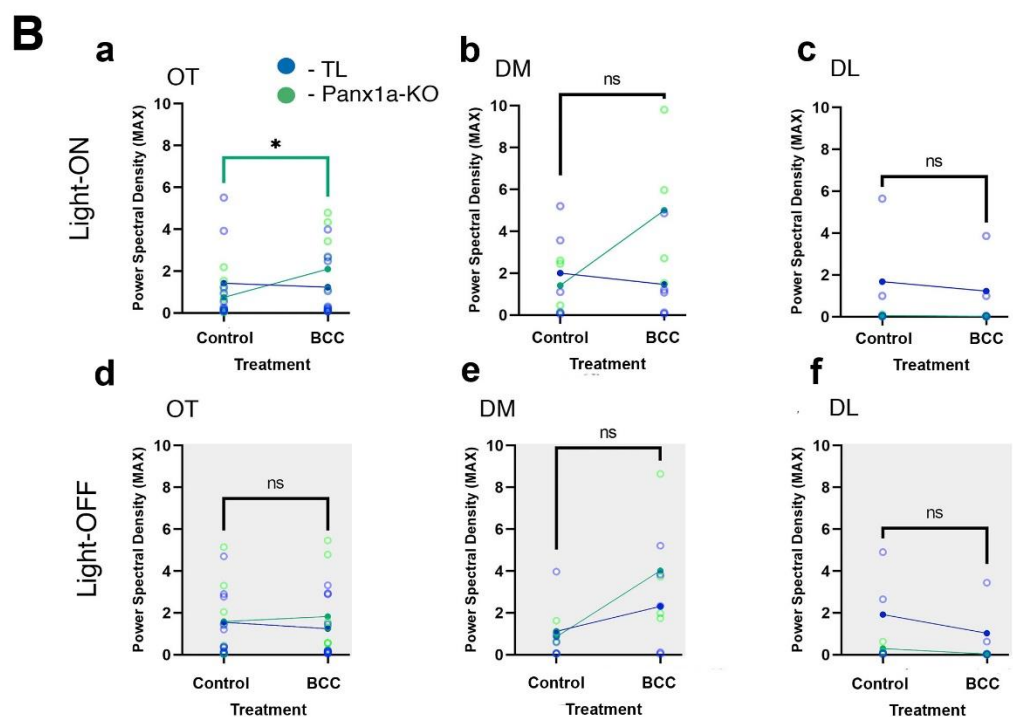 B
a
OT
- TL
- Panx1a-KO
Light-ON
Power Spectral Density (MAX)
10
8
6
4
2
0
*
Control
BCC
Treatment
b
DM
Power Spectral Density (MAX)
10
8
6
4
2
0
ns
Control
BCC
Treatment
c
DL
Power Spectral Density (MAX)
10
8
6
4
2
0
ns
Control
BCC
Treatment
d
OT
Light-OFF
Power Spectral Density (MAX)
10
8
6
4
2
0
ns
Control
BCC
Treatment
e
DM
Power Spectral Density (MAX)
10
8
6
4
2
0
ns
Control
BCC
Treatment
f
DL
Power Spectral Density (MAX)
10
8
6
4
2
0
ns
Control
BCC
Treatment